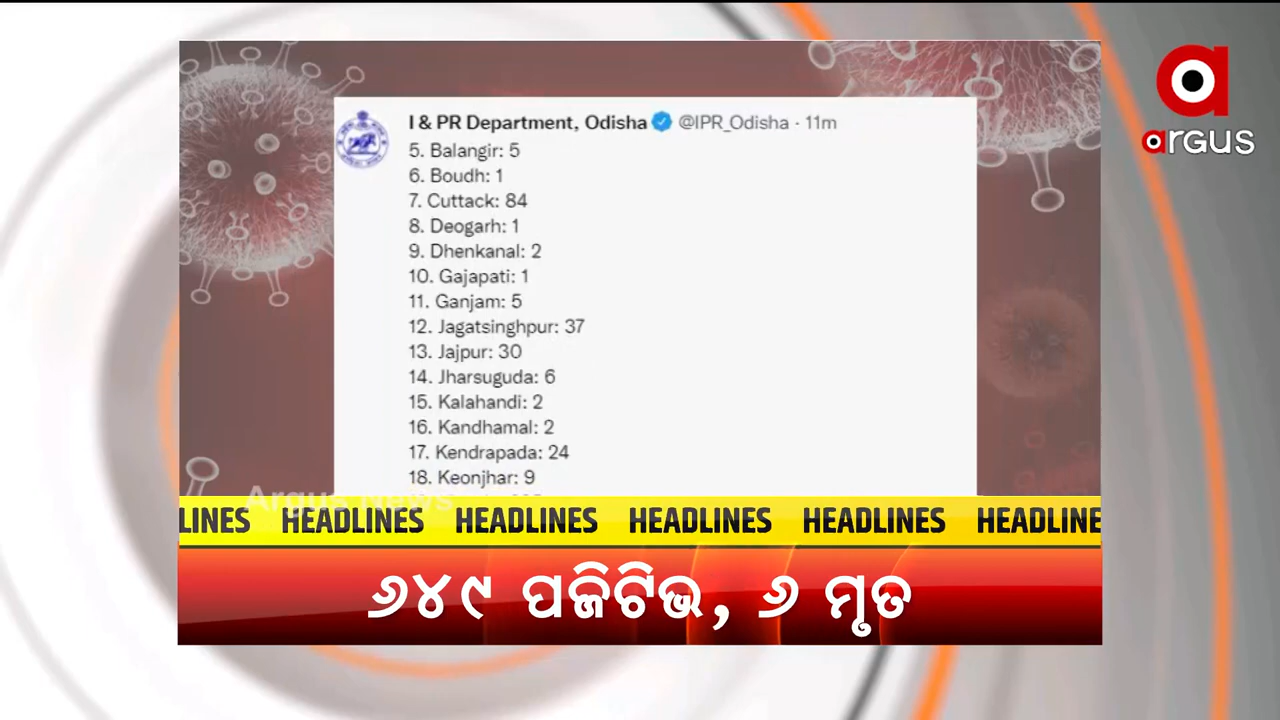 I & PR Department, Odisha @IPR_Odisha · 11m
5. Balangir: 5
6. Boudh: 1
7. Cuttack: 84
8. Deogarh: 1
9. Dhenkanal: 2
10. Gajapati: 1
11. Ganjam: 5
12. Jagatsinghpur: 37
13. Jajpur: 30
14. Jharsuguda: 6
15. Kalahandi: 2
16. Kandhamal: 2
17. Kendrapada: 24
18. Keonjhar: 9
argus
Argus News
LINES HEADLINES HEADLINES HEADLINES HEADLINES HEADLINE
୬୪୯ ପଜିଟିଭ, ୬ ମୃତ